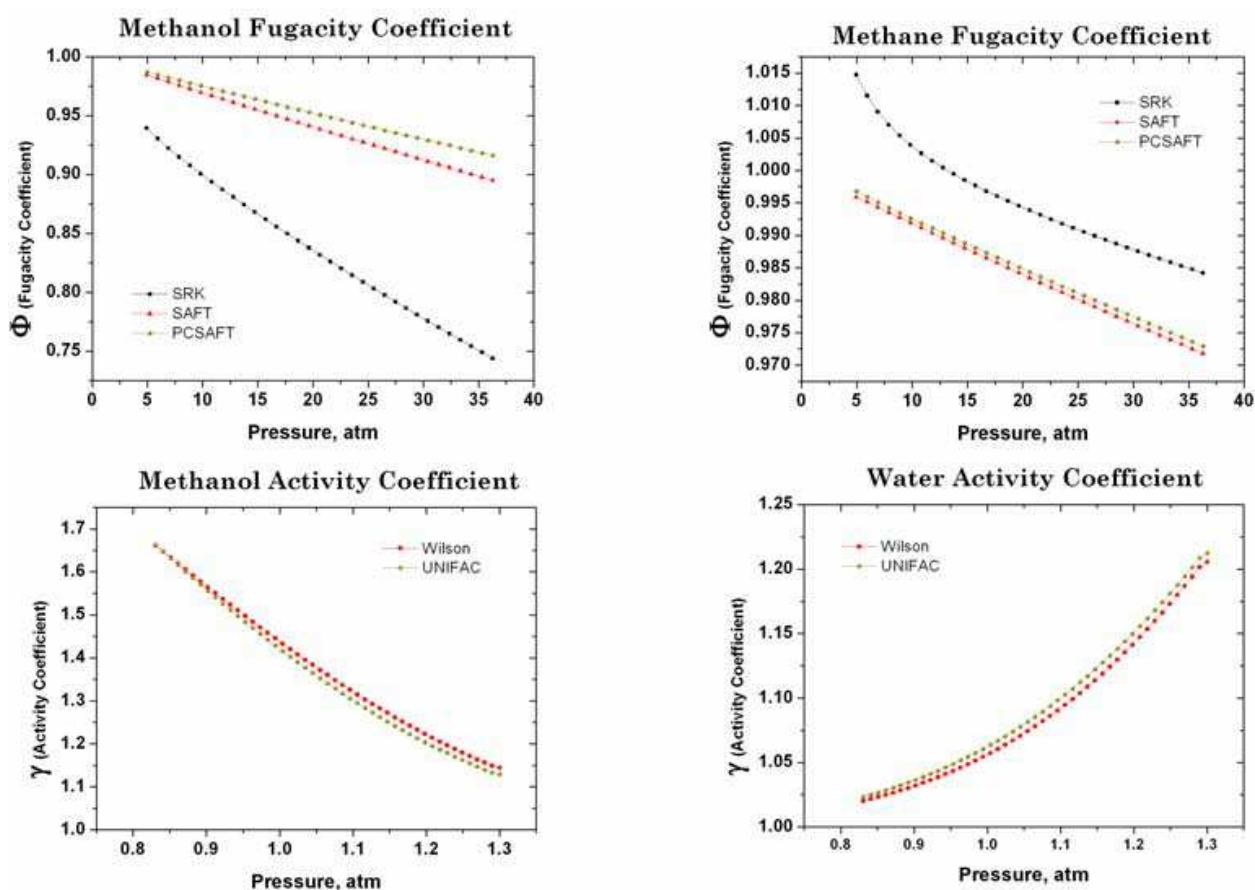 Methanol Fugacity Coefficient
1.00
0.95
0.90
0.85
0.80
0.75
Φ (Fugacity Coefficient)
SRK
SAFT
PCSAFT
0 5 10 15 20 25 30 35 40
Pressure, atm
Methane Fugacity Coefficient
1.015
1.010
1.005
1.000
0.995
0.990
0.985
0.980
0.975
0.970
Φ (Fugacity Coefficient)
SRK
SAFT
PCSAFT
0 5 10 15 20 25 30 35 40
Pressure, atm
Methanol Activity Coefficient
1.7
1.6
1.5
1.4
1.3
1.2
1.1
1.0
γ (Activity Coefficient)
Wilson
UNIFAC
0.8 0.9 1.0 1.1 1.2 1.3
Pressure, atm
Water Activity Coefficient
1.25
1.20
1.15
1.10
1.05
1.00
γ (Activity Coefficient)
Wilson
UNIFAC
0.8 0.9 1.0 1.1 1.2 1.3
Pressure, atm